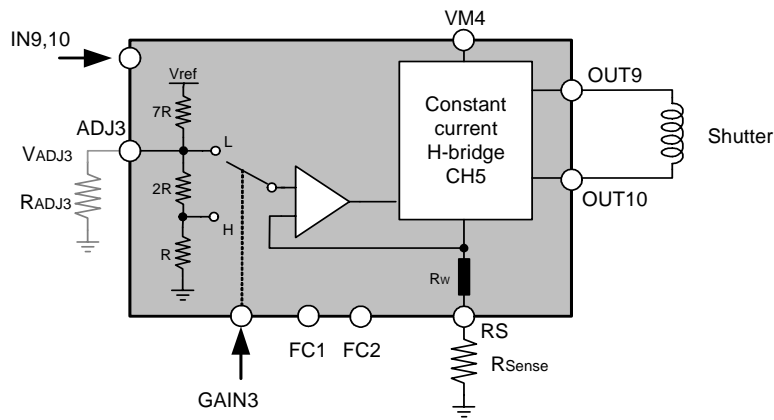 VM4
IN9,10
OUT9
Vref
7R
Constant
current
H-bridge
CH5
ADJ3
L
Shutter
VADJ3
2R
RADJ3
H
OUT10
R
RW
RS
FC1
FC2
RSense
GAIN3